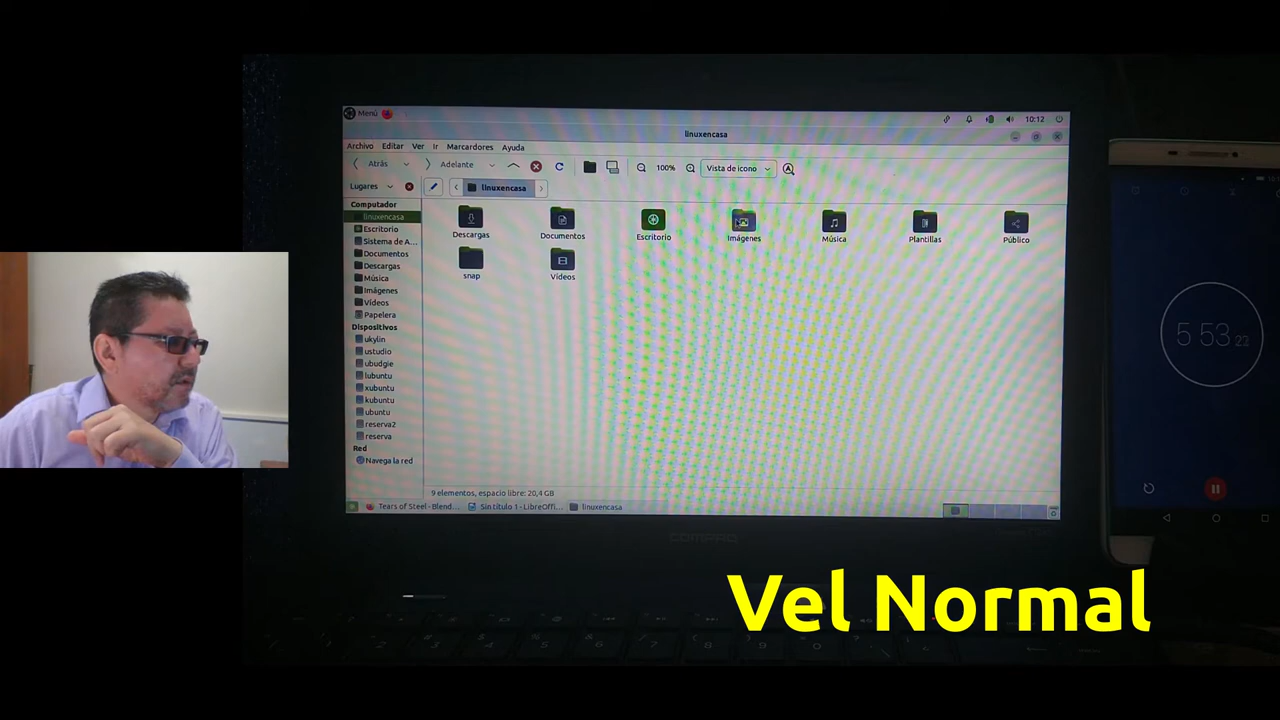 Menú
10:12
linuxencasa
Archivo Editar Ver Ir Marcadores Ayuda
Atrás Adelante 100% Vista de icono
Lugares linuxencasa
Computador
linuxencasa
Escritorio
Sistema de A...
Documentos
Descargas
Música
Imágenes
Vídeos
Papelera
Dispositivos
ukylin
ustudio
ubudgie
lubuntu
xubuntu
kubuntu
ubuntu
reserva2
reserva
Red
Navega la red
Descargas Documentos Escritorio Imágenes Música Plantillas Público
snap Vídeos
9 elementos, espacio libre: 20,4 GB
Tears of Steel - Blend... Sin título 1 - LibreOffi... linuxencasa
COMPAQ
5 53 22
Vel Normal